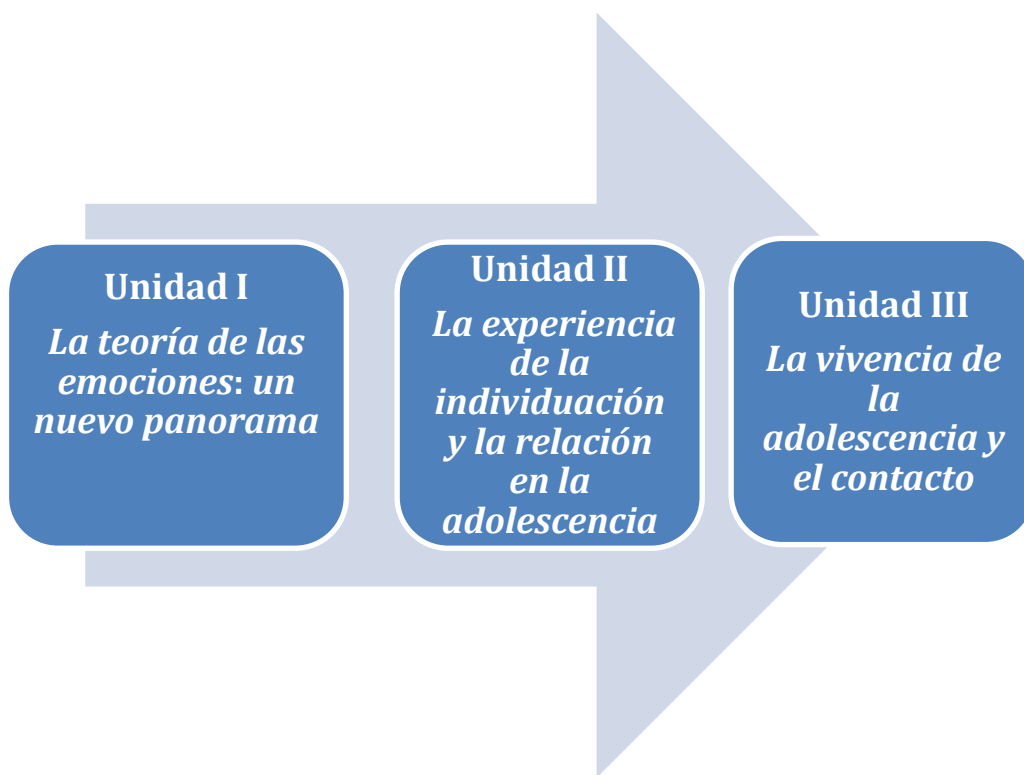 Unidad I
La teoría de las
emociones: un
nuevo panorama
Unidad II
La experiencia
de la
individuación
y la relación
en la
adolescencia
Unidad III
La vivencia de
la
adolescencia y
el contacto